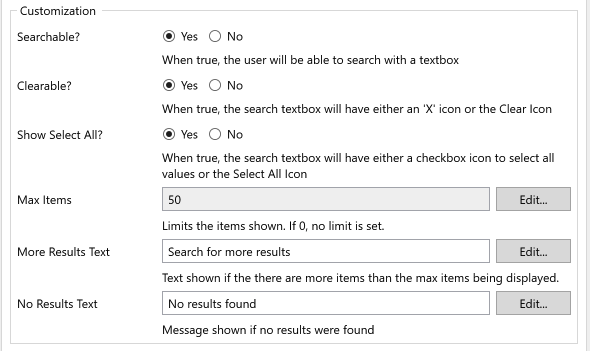 Customization
Searchable? Yes No
When true, the user will be able to search with a textbox
Clearable? Yes No
When true, the search textbox will have either an 'X' icon or the Clear Icon
Show Select All? Yes No
When true, the search textbox will have either a checkbox icon to select all
values or the Select All Icon
Max Items 50 Edit...
Limits the items shown. If 0, no limit is set.
More Results Text Search for more results Edit...
Text shown if the there are more items than the max items being displayed.
No Results Text No results found Edit...
Message shown if no results were found